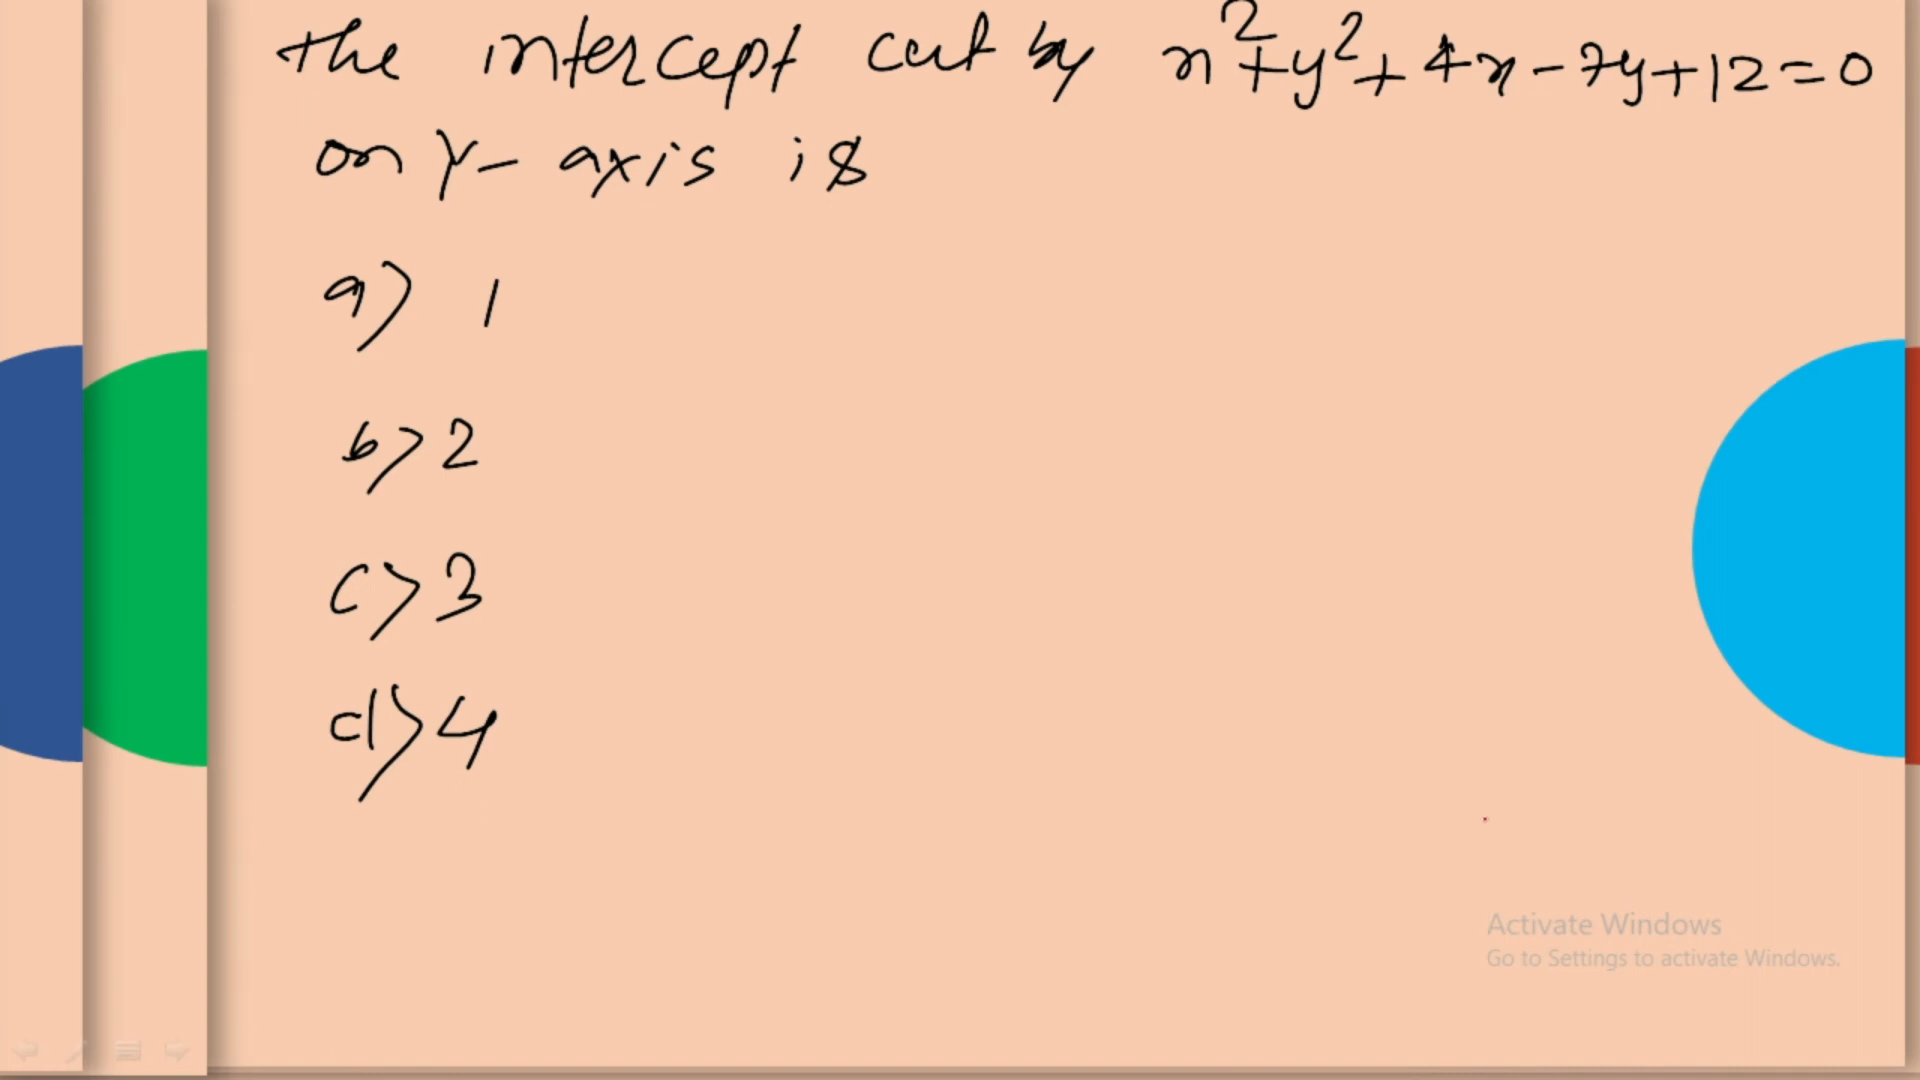 the intercept cut by x²+y²+4x-7y+12=0
on Y- axis is
a) 1
b> 2
c> 3
d> 4
Activate Windows
Go to Settings to activate Windows.